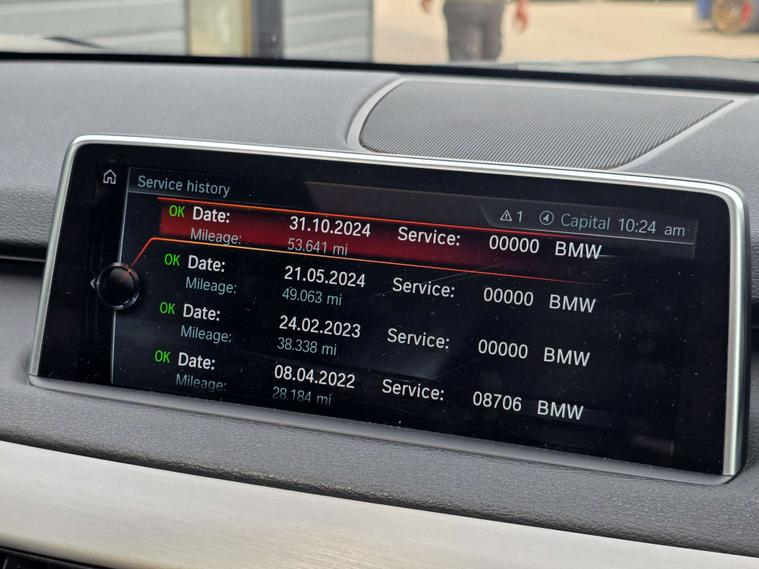 Service history
1 Capital 10:24 am
OK Date: 31.10.2024 Service: 00000 BMW
Mileage: 53.641 mi
OK Date: 21.05.2024 Service: 00000 BMW
Mileage: 49.063 mi
OK Date: 24.02.2023 Service: 00000 BMW
Mileage: 38.338 mi
OK Date: 08.04.2022 Service: 08706 BMW
Mileage: 28.184 mi